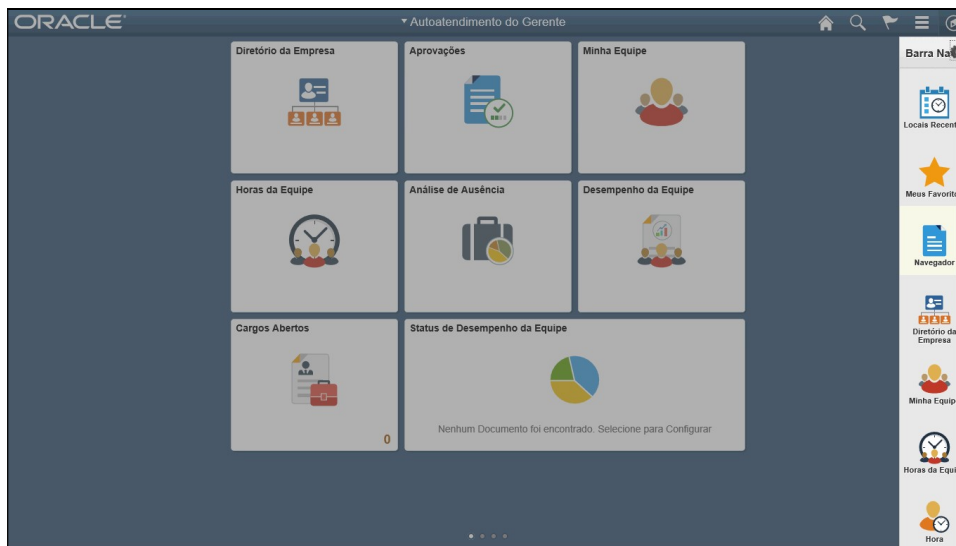 ORACLE
Autoatendimento do Gerente
Diretório da Empresa
Aprovações
Minha Equipe
Horas da Equipe
Análise de Ausência
Desempenho da Equipe
Cargos Abertos
0
Status de Desempenho da Equipe
Nenhum Documento foi encontrado. Selecione para Configurar
Barra Na
Locais Recent
Meus Favorit
Navegador
Diretório da
Empresa
Minha Equip
Horas da Equi
Hora